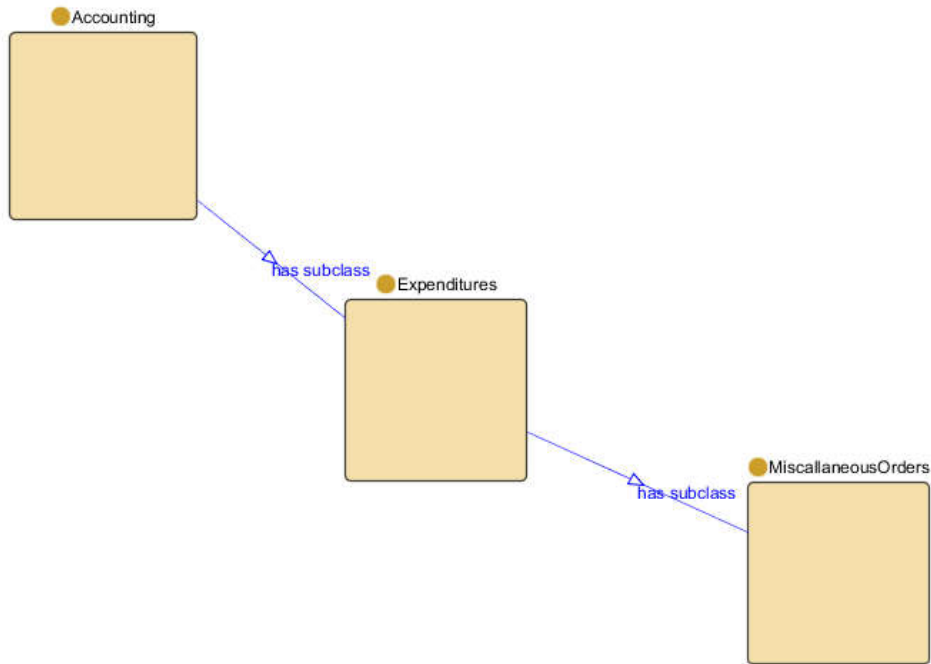 Accounting
has subclass
Expenditures
MiscallaneousOrders
has subclass